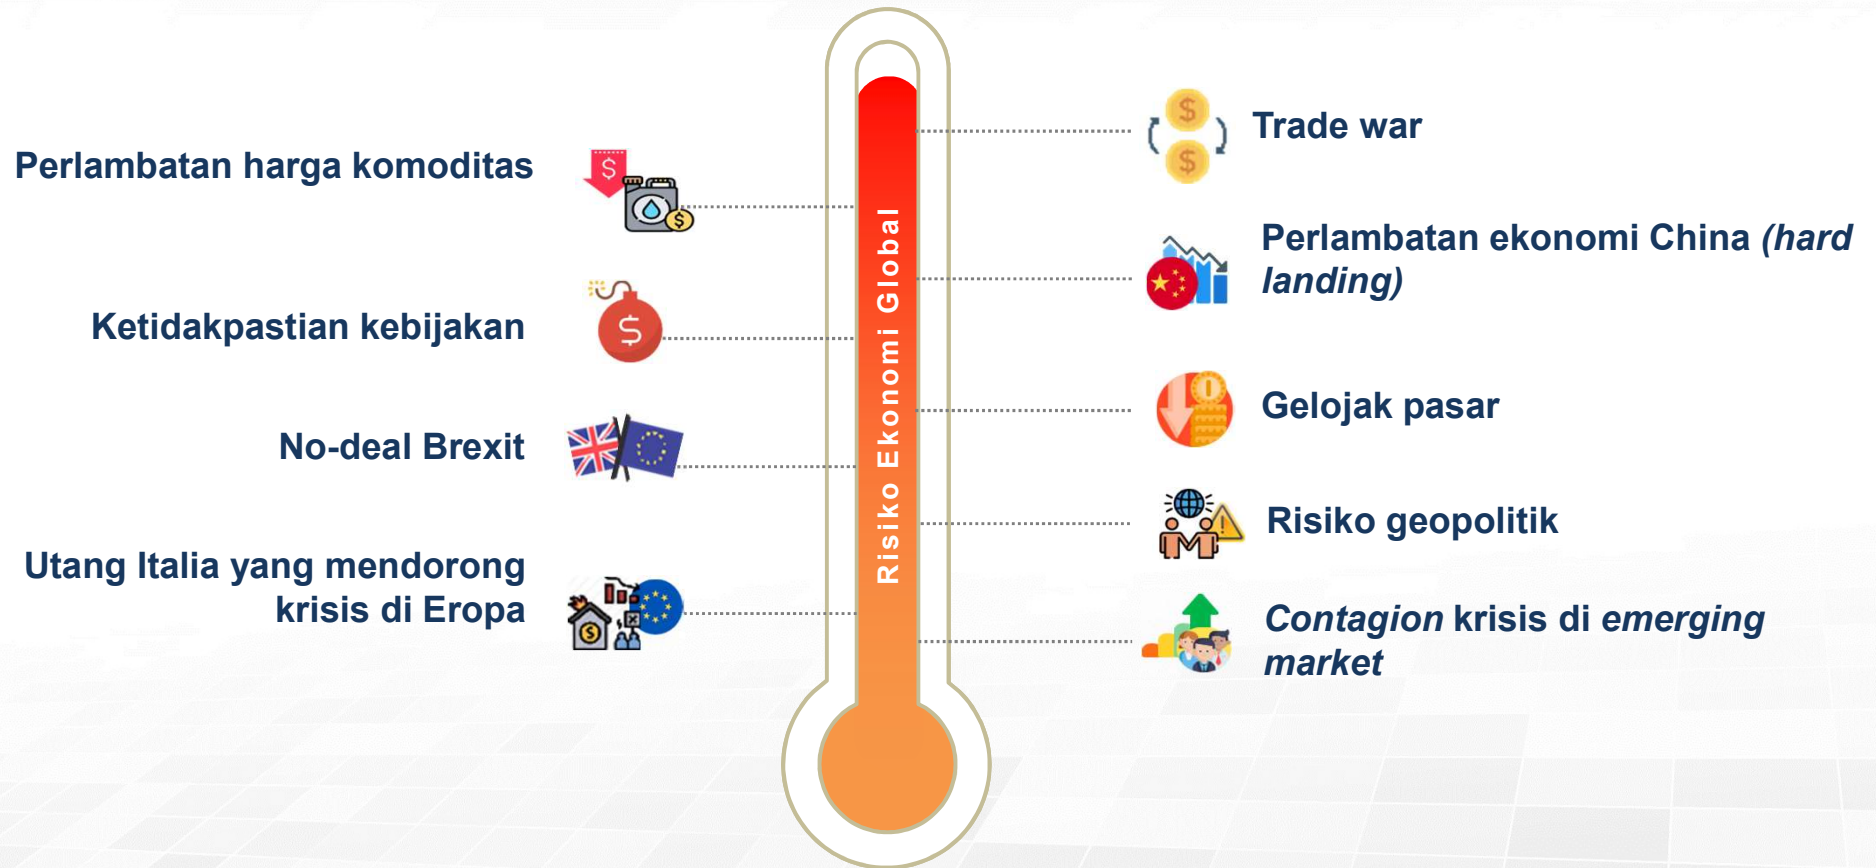 Perlambatan harga komoditas
Ketidakpastian kebijakan
No-deal Brexit
Utang Italia yang mendorong
krisis di Eropa
Risiko Ekonomi Global
Trade war
Perlambatan ekonomi China (hard
landing)
Gelojak pasar
Risiko geopolitik
Contagion krisis di emerging
market